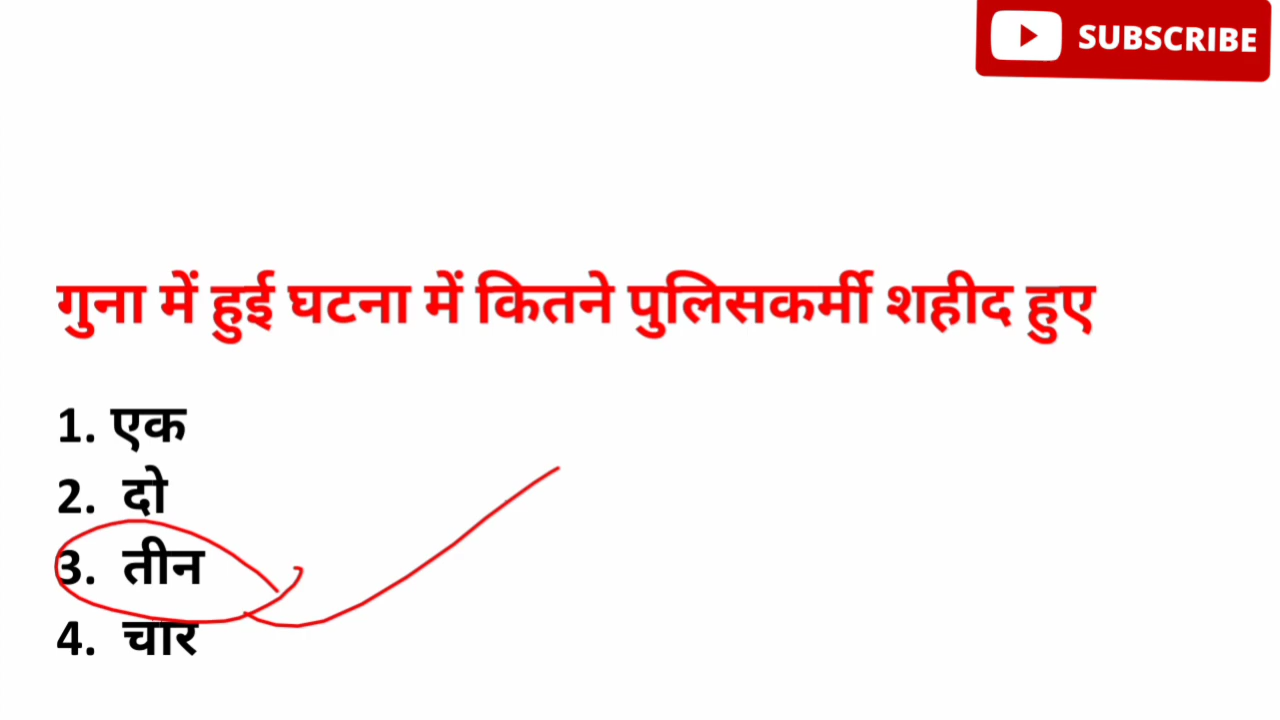 SUBSCRIBE
गुना में हुई घटना में कितने पुलिसकर्मी शहीद हुए
1. एक
2. दो
3. तीन
4. चार